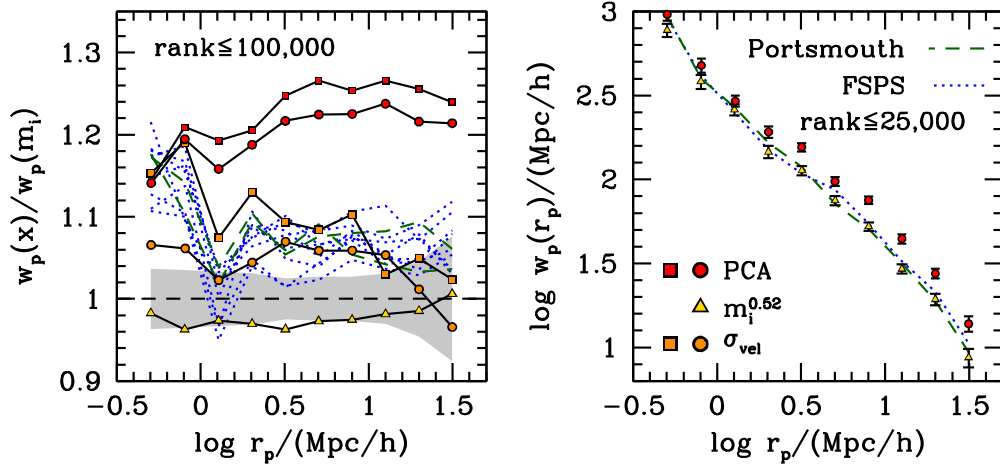 rank≦100,000
w_p(x)/w_p(m_i)
1.3
1.2
1.1
1
0.9
−0.5 0 0.5 1 1.5
log r_p/(Mpc/h)
Portsmouth
FSPS
rank≦25,000
log w_p(r_p)/(Mpc/h)
3
2.5
2
1.5
1
PCA
m_i^0.52
σ_vel
−0.5 0 0.5 1 1.5
log r_p/(Mpc/h)